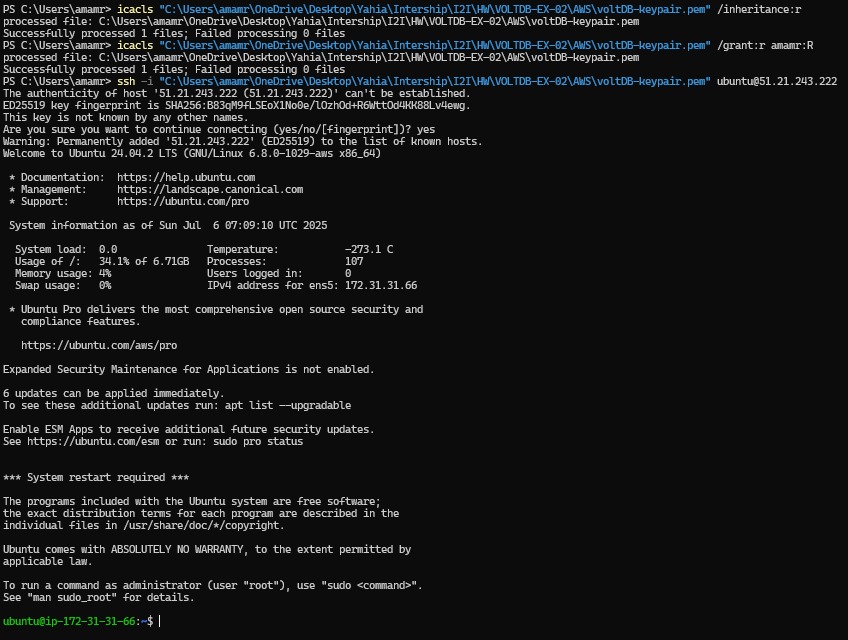 PS C:\Users\amamr> icacls "C:\Users\amamr\OneDrive\Desktop\Yahia\Intership\I2I\HW\VOLTDB-EX-02\AWS\voltDB-keypair.pem" /inheritance:r
processed file: C:\Users\amamr\OneDrive\Desktop\Yahia\Intership\I2I\HW\VOLTDB-EX-02\AWS\voltDB-keypair.pem
Successfully processed 1 files; Failed processing 0 files
PS C:\Users\amamr> icacls "C:\Users\amamr\OneDrive\Desktop\Yahia\Intership\I2I\HW\VOLTDB-EX-02\AWS\voltDB-keypair.pem" /grant:r amamr:R
processed file: C:\Users\amamr\OneDrive\Desktop\Yahia\Intership\I2I\HW\VOLTDB-EX-02\AWS\voltDB-keypair.pem
Successfully processed 1 files; Failed processing 0 files
PS C:\Users\amamr> ssh -i "C:\Users\amamr\OneDrive\Desktop\Yahia\Intership\I2I\HW\VOLTDB-EX-02\AWS\voltDB-keypair.pem" ubuntu@51.21.243.222
The authenticity of host '51.21.243.222 (51.21.243.222)' can't be established.
ED25519 key fingerprint is SHA256:B83qM9fLSEoX1No0e/lOzhOd+R6WttOd4KK88Lv4ewg.
This key is not known by any other names.
Are you sure you want to continue connecting (yes/no/[fingerprint])? yes
Warning: Permanently added '51.21.243.222' (ED25519) to the list of known hosts.
Welcome to Ubuntu 24.04.2 LTS (GNU/Linux 6.8.0-1029-aws x86_64)
* Documentation:  https://help.ubuntu.com
* Management:     https://landscape.canonical.com
* Support:        https://ubuntu.com/pro
System information as of Sun Jul  6 07:09:10 UTC 2025
System load:  0.0               Temperature:           -273.1 C
Usage of /:   34.1% of 6.71GB   Processes:             107
Memory usage: 4%                Users logged in:       0
Swap usage:   0%                IPv4 address for ens5: 172.31.31.66
* Ubuntu Pro delivers the most comprehensive open source security and
compliance features.
https://ubuntu.com/aws/pro
Expanded Security Maintenance for Applications is not enabled.
6 updates can be applied immediately.
To see these additional updates run: apt list --upgradable
Enable ESM Apps to receive additional future security updates.
See https://ubuntu.com/esm or run: sudo pro status
*** System restart required ***
The programs included with the Ubuntu system are free software;
the exact distribution terms for each program are described in the
individual files in /usr/share/doc/*/copyright.
Ubuntu comes with ABSOLUTELY NO WARRANTY, to the extent permitted by
applicable law.
To run a command as administrator (user "root"), use "sudo <command>".
See "man sudo_root" for details.
ubuntu@ip-172-31-31-66:~$